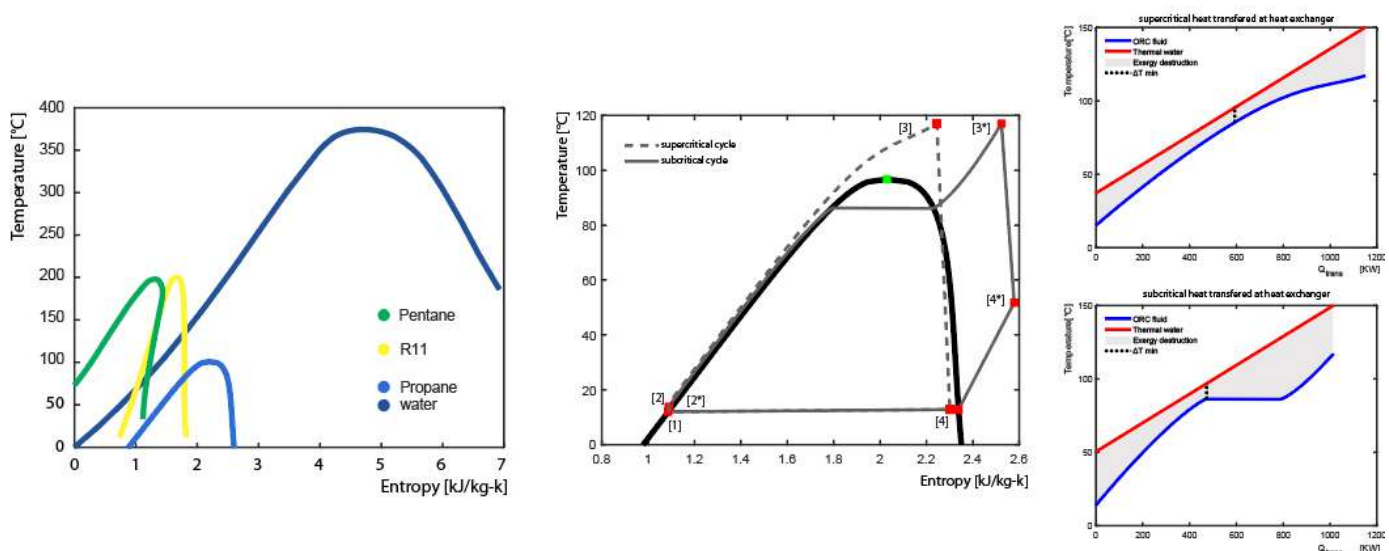 Temperature [°C]
400
350
300
250
200
150
100
50
0
0 1 2 3 4 5 6 7
Entropy [kJ/kg-k]
Pentane
R11
Propane
water
Temperature [°C]
120
100
80
60
40
20
0
0.8 1 1.2 1.4 1.6 1.8 2 2.2 2.4 2.6
Entropy [kJ/kg-k]
supercritical cycle
subcritical cycle
[3]
[3*]
[4*]
[2]
[2*]
[1]
[4]
supercritical heat transfered at heat exchanger
Temperature[°C]
150
100
50
0
ORC fluid
Thermal water
Exergy destruction
ΔT min
0 200 400 600 800 1000 1200
Qtrans [KW]
subcritical heat transfered at heat exchanger
Temperature[°C]
150
100
50
0
ORC fluid
Thermal water
Exergy destruction
ΔT min
0 200 400 600 800 1000 1200
[KW]